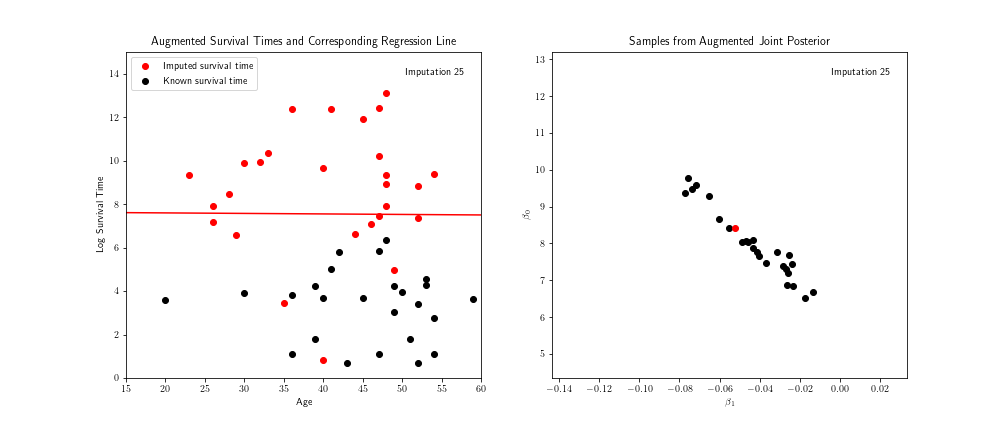 Augmented Survival Times and Corresponding Regression Line
Imputed survival time
Known survival time
Imputation 25
Log Survival Time
14
12
10
8
6
4
2
0
15 20 25 30 35 40 45 50 55 60
Age
Samples from Augmented Joint Posterior
Imputation 25
β₀
13
12
11
10
9
8
7
6
5
−0.14 −0.12 −0.10 −0.08 −0.06 −0.04 −0.02 0.00 0.02
β₁